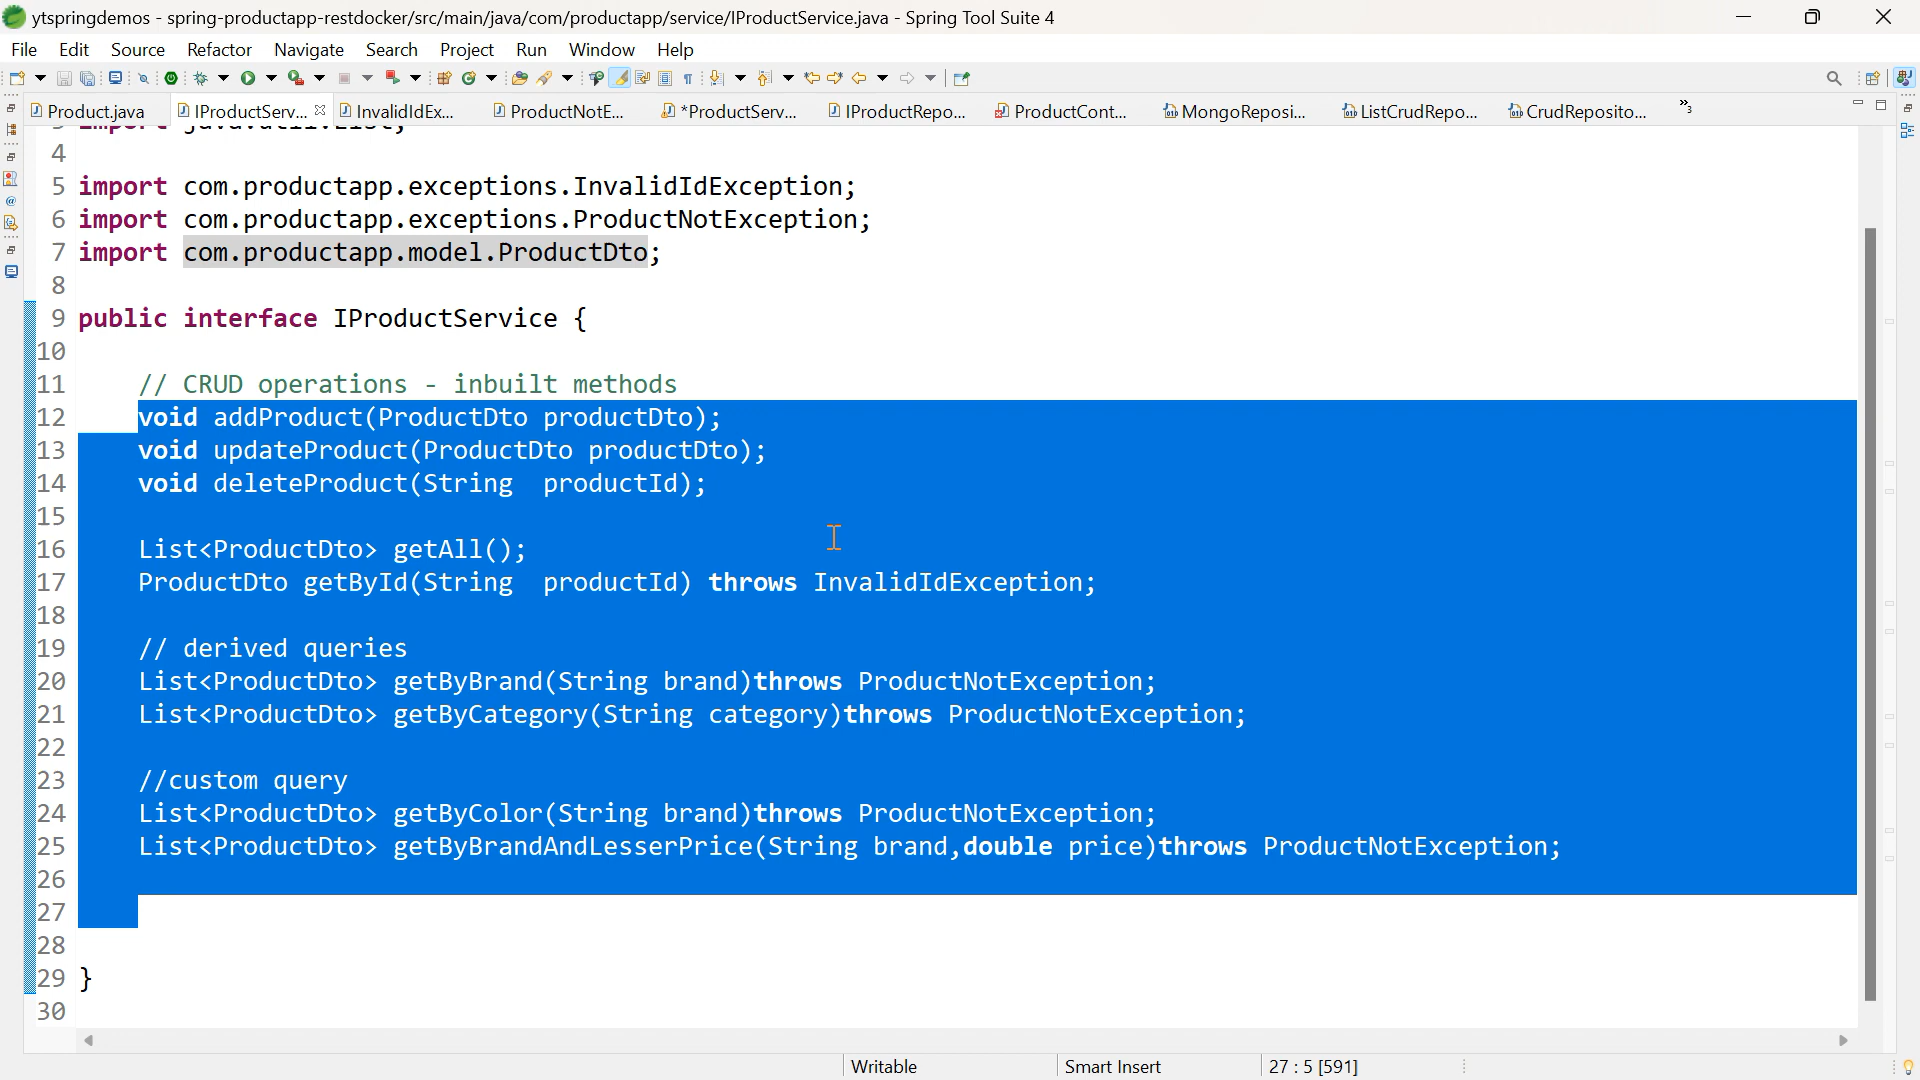 ytspringdemos - spring-productapp-restdocker/src/main/java/com/productapp/service/IProductService.java - Spring Tool Suite 4
File Edit Source Refactor Navigate Search Project Run Window Help
Product.java IProductServ... InvalidIdEx... ProductNotE... *ProductServ... IProductRepo... ProductCont... MongoReposi... ListCrudRepo... CrudReposito... »3
3 import java.util.List;
4
5 import com.productapp.exceptions.InvalidIdException;
6 import com.productapp.exceptions.ProductNotException;
7 import com.productapp.model.ProductDto;
8
9 public interface IProductService {
10
11 // CRUD operations - inbuilt methods
12 void addProduct(ProductDto productDto);
13 void updateProduct(ProductDto productDto);
14 void deleteProduct(String  productId);
15
16 List<ProductDto> getAll();
17 ProductDto getById(String  productId) throws InvalidIdException;
18
19 // derived queries
20 List<ProductDto> getByBrand(String brand)throws ProductNotException;
21 List<ProductDto> getByCategory(String category)throws ProductNotException;
22
23 //custom query
24 List<ProductDto> getByColor(String brand)throws ProductNotException;
25 List<ProductDto> getByBrandAndLesserPrice(String brand,double price)throws ProductNotException;
26
27
28
29 }
30
Writable Smart Insert 27 : 5 [591]